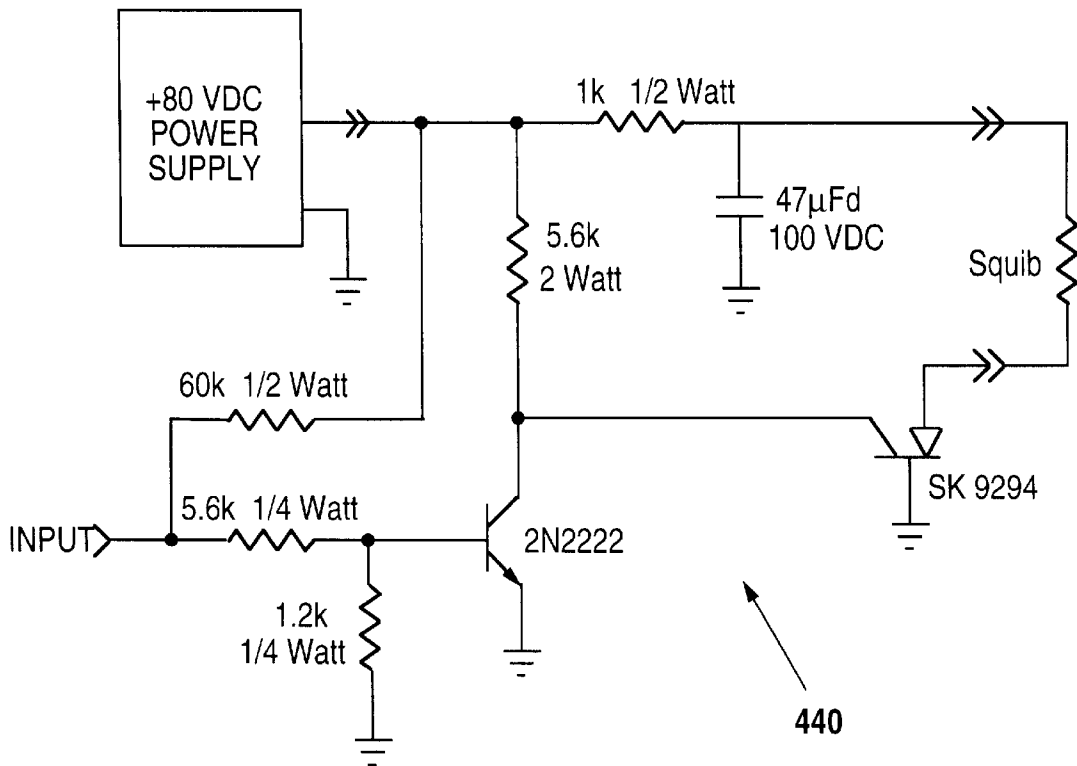 +80 VDC
POWER
SUPPLY
1k 1/2 Watt
47µFd
100 VDC
5.6k
2 Watt
Squib
60k 1/2 Watt
SK 9294
5.6k 1/4 Watt
INPUT
2N2222
1.2k
1/4 Watt
440